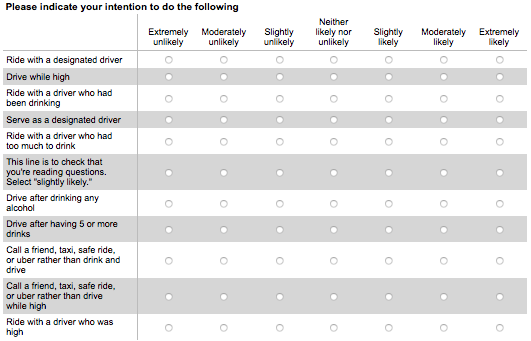 Please indicate your intention to do the following
Extremely unlikely
Moderately unlikely
Slightly unlikely
Neither likely nor unlikely
Slightly likely
Moderately likely
Extremely likely
Ride with a designated driver
Drive while high
Ride with a driver who had
been drinking
Serve as a designated driver
Ride with a driver who had
too much to drink
This line is to check that
you're reading questions.
Select "slightly likely."
Drive after drinking any
alcohol
Drive after having 5 or more
drinks
Call a friend, taxi, safe ride,
or uber rather than drink and
drive
Call a friend, taxi, safe ride,
or uber rather than drive
while high
Ride with a driver who was
high